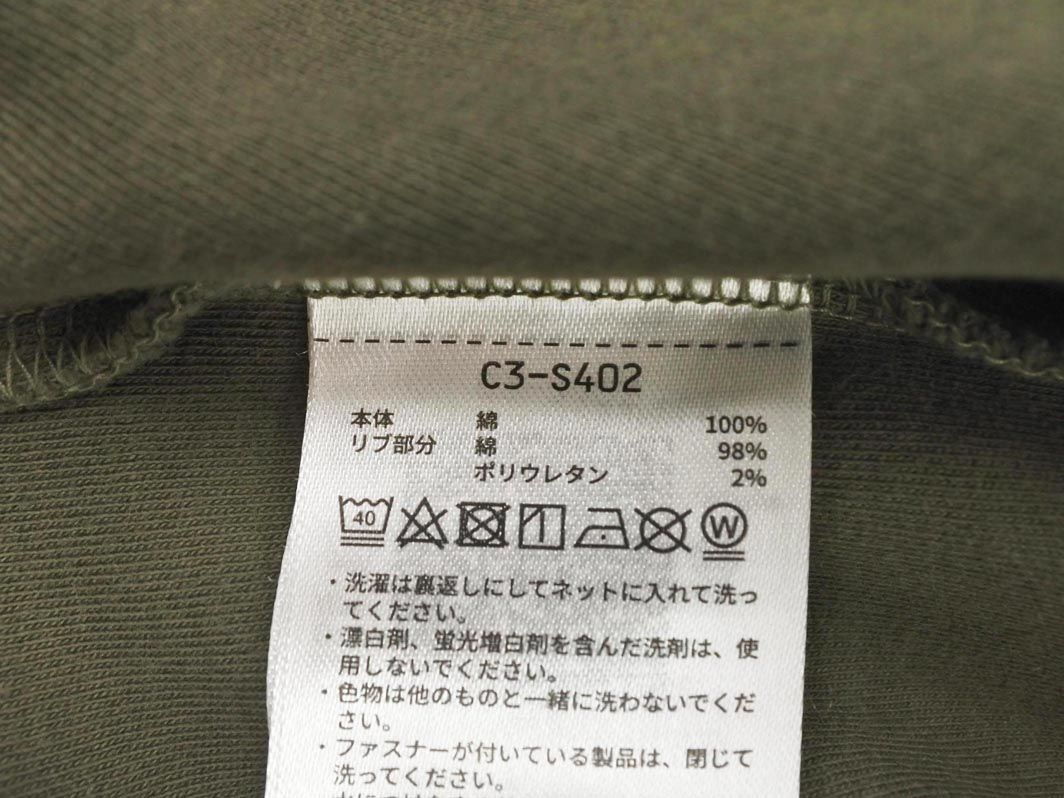 C3-S402
本体 綿 100%
リブ部分 綿 98%
ポリウレタン 2%
40 W
・洗濯は裏返しにしてネットに入れて洗っ
てください。
・漂白剤、蛍光増白剤を含んだ洗剤は、使
用しないでください。
・色物は他のものと一緒に洗わないでくだ
さい。
・ファスナーが付いている製品は、閉じて
洗ってください。